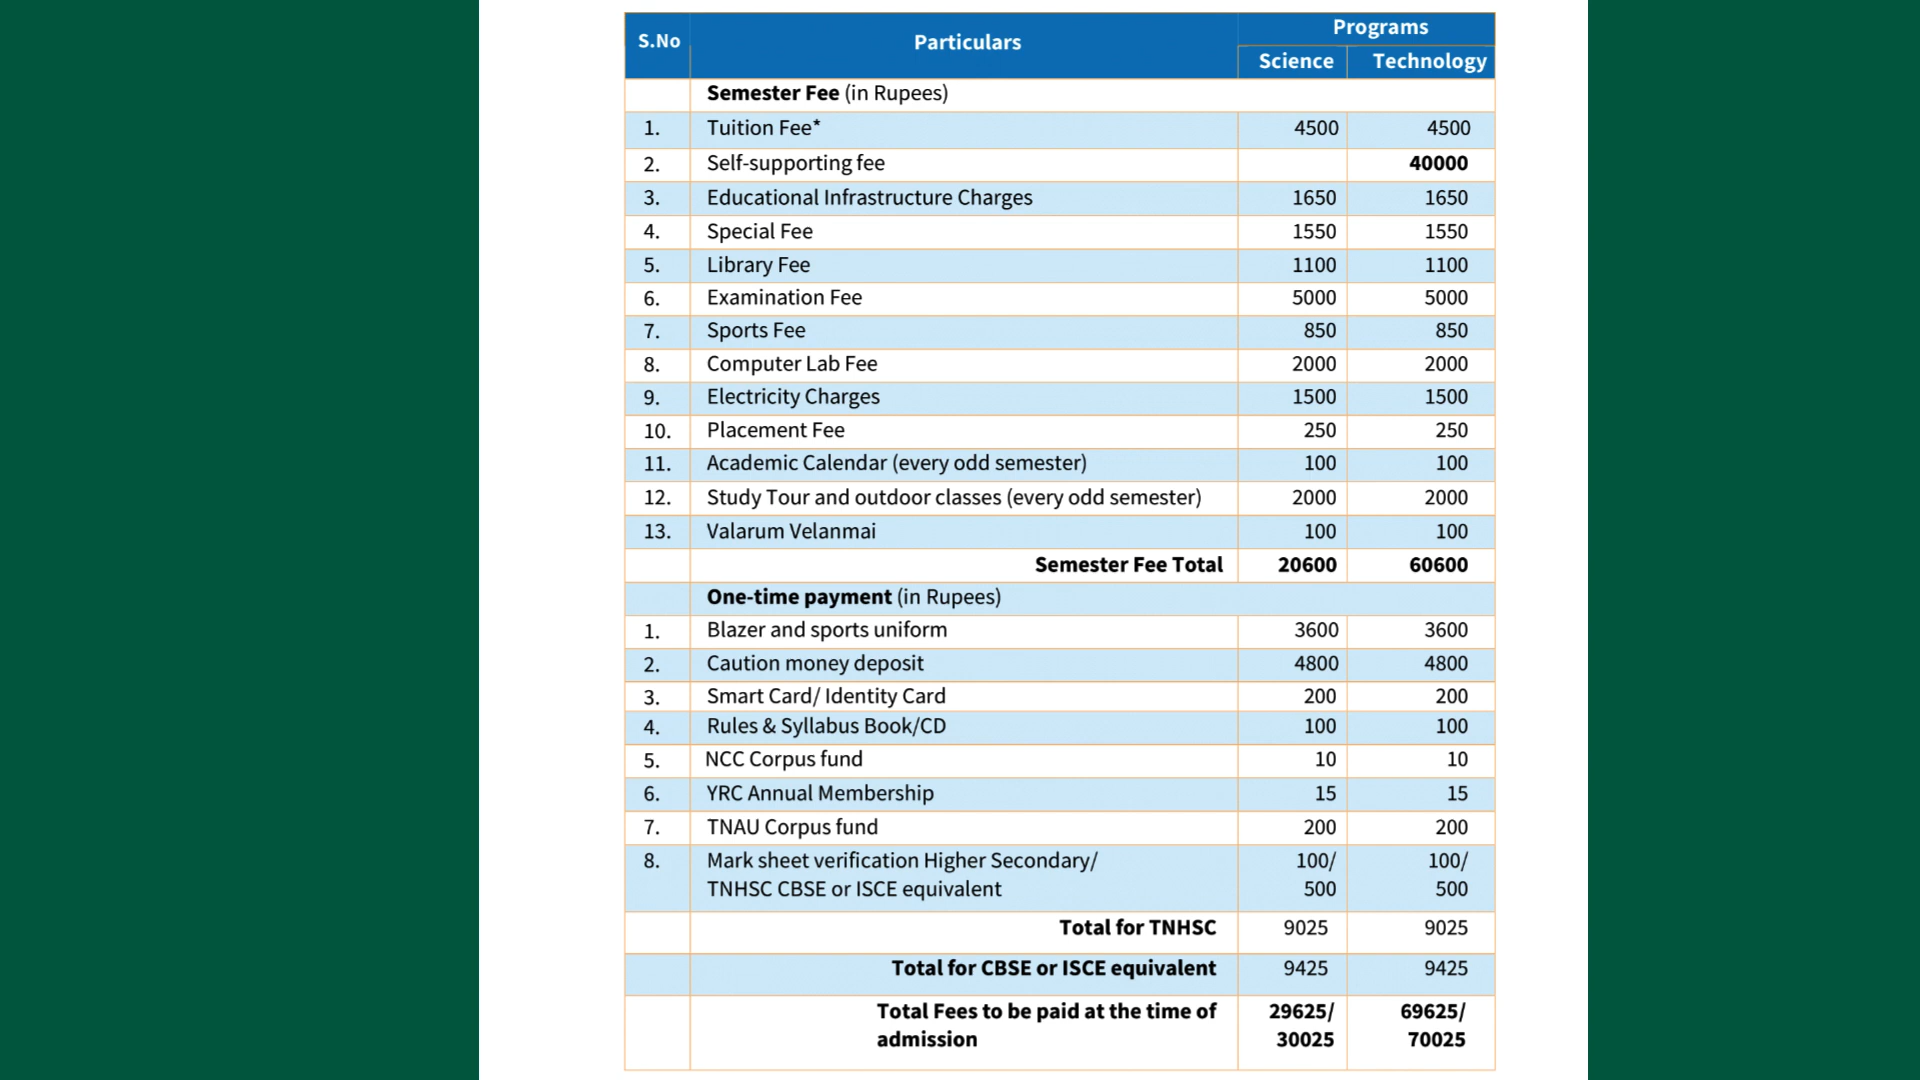 S.No Particulars Programs
Science Technology
Semester Fee (in Rupees)
1. Tuition Fee* 4500 4500
2. Self-supporting fee 40000
3. Educational Infrastructure Charges 1650 1650
4. Special Fee 1550 1550
5. Library Fee 1100 1100
6. Examination Fee 5000 5000
7. Sports Fee 850 850
8. Computer Lab Fee 2000 2000
9. Electricity Charges 1500 1500
10. Placement Fee 250 250
11. Academic Calendar (every odd semester) 100 100
12. Study Tour and outdoor classes (every odd semester) 2000 2000
13. Valarum Velanmai 100 100
Semester Fee Total 20600 60600
One-time payment (in Rupees)
1. Blazer and sports uniform 3600 3600
2. Caution money deposit 4800 4800
3. Smart Card/ Identity Card 200 200
4. Rules & Syllabus Book/CD 100 100
5. NCC Corpus fund 10 10
6. YRC Annual Membership 15 15
7. TNAU Corpus fund 200 200
8. Mark sheet verification Higher Secondary/ 100/ 100/
TNHSC CBSE or ISCE equivalent 500 500
Total for TNHSC 9025 9025
Total for CBSE or ISCE equivalent 9425 9425
Total Fees to be paid at the time of 29625/ 69625/
admission 30025 70025